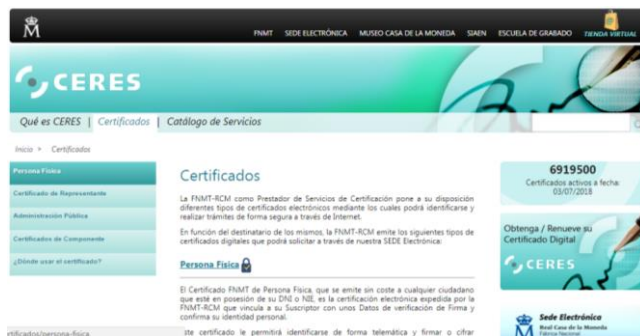 FNMT SEDE ELECTRÓNICA MUSEO CASA DE LA MONEDA SIAEN ESCUELA DE GRABADO TIENDA VIRTUAL
CERES
Qué es CERES | Certificados | Catálogo de Servicios
Inicio > Certificados
Persona Física
Certificado de Representante
Administración Pública
Certificados de Componente
¿Dónde usar el certificado?
Certificados
La FNMT-RCM como Prestador de Servicios de Certificación pone a su disposición
diferentes tipos de certificados electrónicos mediante los cuales podrá identificarse y
realizar trámites de forma segura a través de Internet.
En función del destinatario de los mismos, la FNMT-RCM emite los siguientes tipos de
certificados digitales que podrá solicitar a través de nuestra SEDE Electrónica:
Persona Física
El Certificado FNMT de Persona Física, que se emite sin coste a cualquier ciudadano
que esté en posesión de su DNI o NIE, es la certificación electrónica expedida por la
FNMT-RCM que vincula a su Suscriptor con unos Datos de verificación de Firma y
confirma su identidad personal.
ste certificado le permitirá identificarse de forma telemática y firmar o cifrar
rtificados/persona-fisica
6919500
Certificados activos a fecha:
03/07/2018
Obtenga / Renueve su
Certificado Digital
CERES
Sede Electrónica
Real Casa de la Moneda
Fábrica Nacional